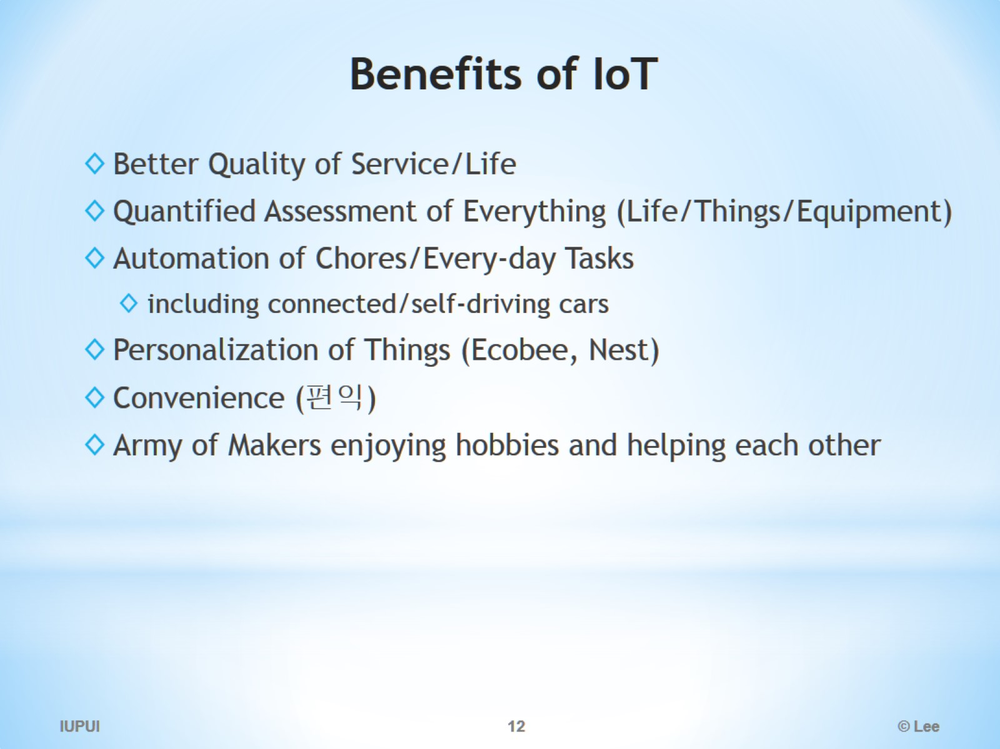 Benefits of IoT
Better Quality of Service/Life
Quantified Assessment of Everything (Life/Things/Equipment)
Automation of Chores/Every-day Tasks
including connected/self-driving cars
Personalization of Things (Ecobee, Nest)
Convenience (편익)
Army of Makers enjoying hobbies and helping each other
IUPUI
12
© Lee